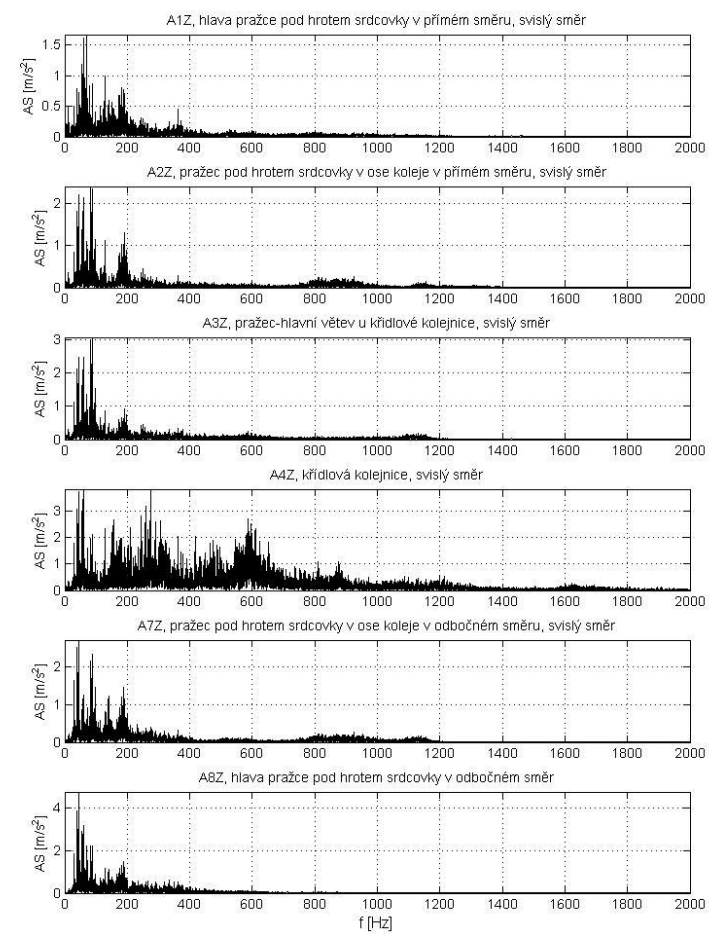 A1Z, hlava pražce pod hrotem srdcovky v přímém směru, svislý směr
AS [m/s²]
1.5
1
0.5
0
0 200 400 600 800 1000 1200 1400 1600 1800 2000
A2Z, pražec pod hrotem srdcovky v ose koleje v přímém směru, svislý směr
AS [m/s²]
2
1
0
0 200 400 600 800 1000 1200 1400 1600 1800 2000
A3Z, pražec-hlavní větev u křidlové kolejnice, svislý směr
AS [m/s²]
3
2
1
0
0 200 400 600 800 1000 1200 1400 1600 1800 2000
A4Z, křídlová kolejnice, svislý směr
AS [m/s²]
3
2
1
0
0 200 400 600 800 1000 1200 1400 1600 1800 2000
A7Z, pražec pod hrotem srdcovky v ose koleje v odbočném směru, svislý směr
AS [m/s²]
2
1
0
0 200 400 600 800 1000 1200 1400 1600 1800 2000
A8Z, hlava pražce pod hrotem srdcovky v odbočném směr
AS [m/s²]
4
2
0
0 200 400 600 800 1000 1200 1400 1600 1800 2000
f [Hz]